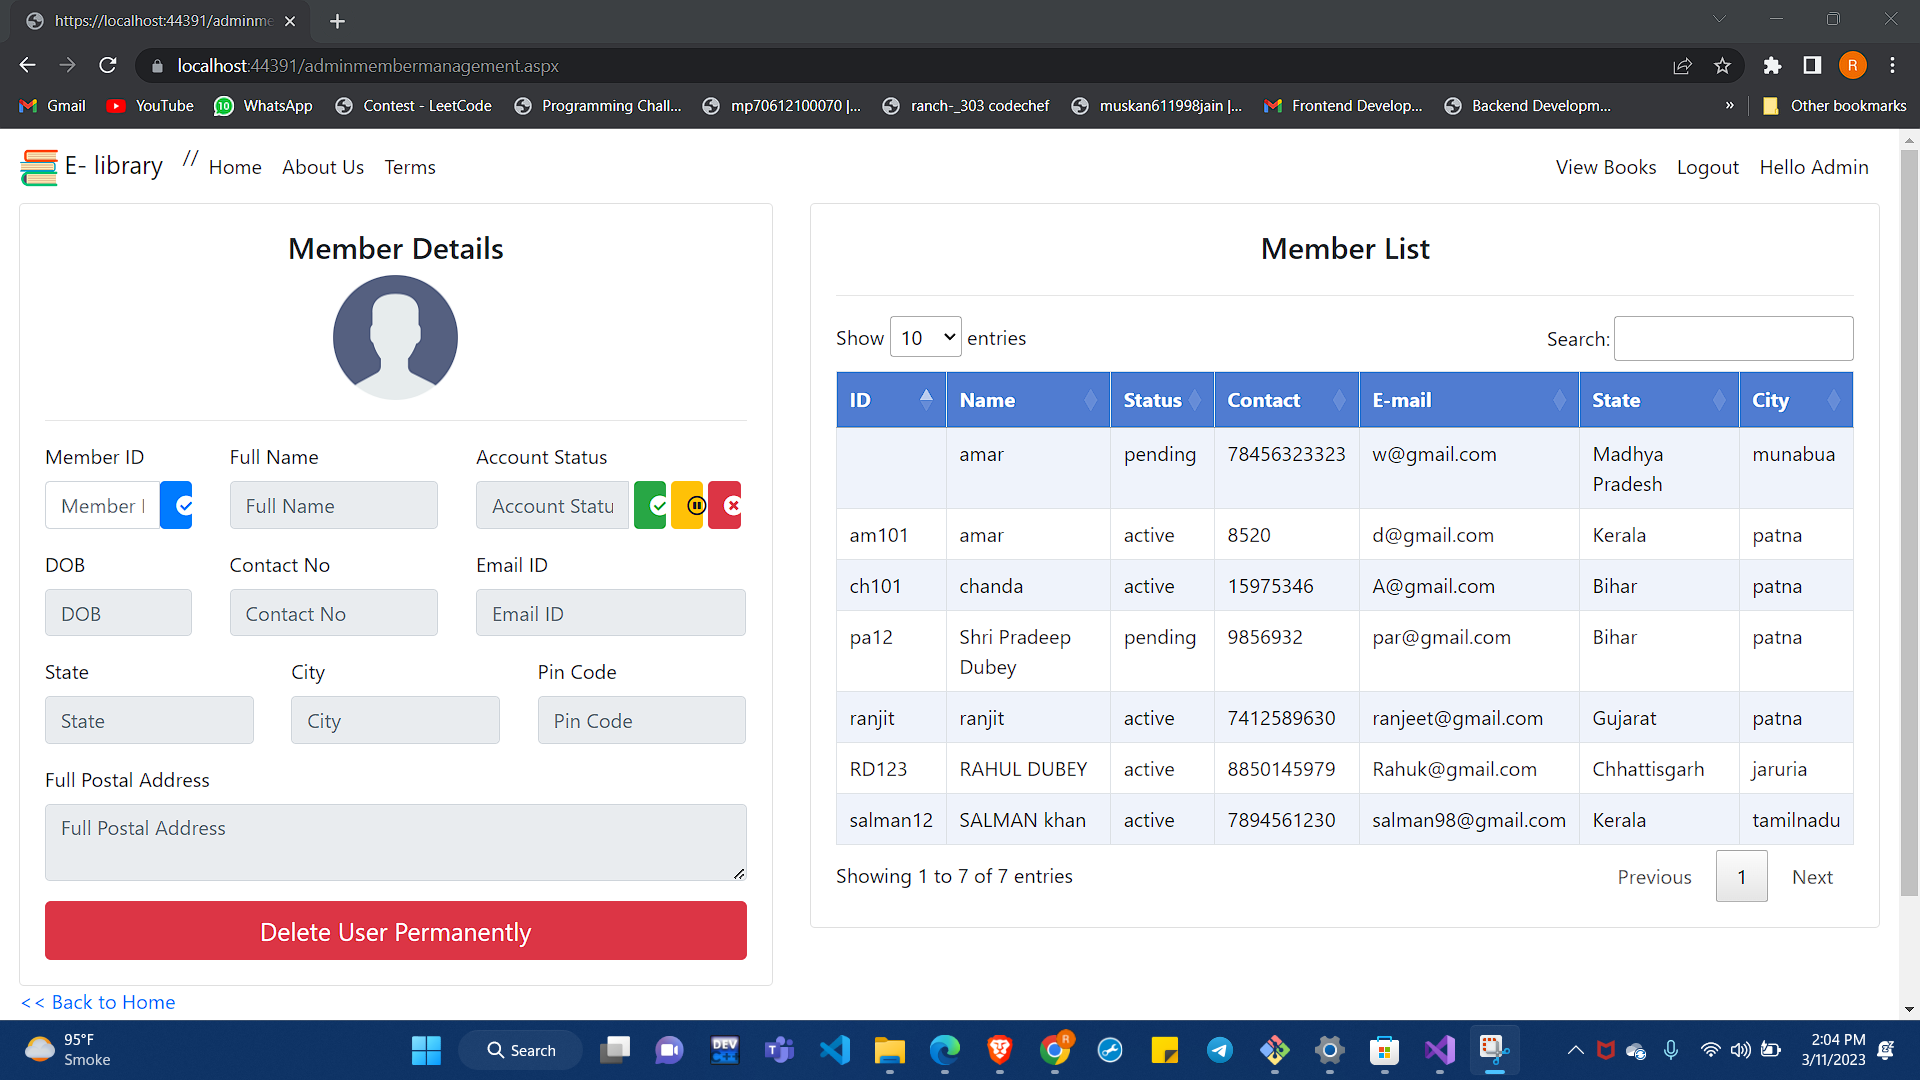 https://localhost:44391/adminme
localhost:44391/adminmembermanagement.aspx
R
Gmail YouTube 10 WhatsApp Contest - LeetCode Programming Chall... mp70612100070 |... ranch-_303 codechef muskan611998jain |... Frontend Develop... Backend Developm... » Other bookmarks
E- library // Home About Us Terms View Books Logout Hello Admin
Member Details
Member ID Full Name Account Status
Member I Full Name Account Statu
DOB Contact No Email ID
DOB Contact No Email ID
State City Pin Code
State City Pin Code
Full Postal Address
Full Postal Address
Delete User Permanently
<< Back to Home
Member List
Show 10 entries Search:
ID Name Status Contact E-mail State City
amar pending 78456323323 w@gmail.com Madhya munabua
Pradesh
am101 amar active 8520 d@gmail.com Kerala patna
ch101 chanda active 15975346 A@gmail.com Bihar patna
pa12 Shri Pradeep pending 9856932 par@gmail.com Bihar patna
Dubey
ranjit ranjit active 7412589630 ranjeet@gmail.com Gujarat patna
RD123 RAHUL DUBEY active 8850145979 Rahuk@gmail.com Chhattisgarh jaruria
salman12 SALMAN khan active 7894561230 salman98@gmail.com Kerala tamilnadu
Showing 1 to 7 of 7 entries Previous 1 Next
95°F
Smoke
Search
DEV
C++
T
R
2:04 PM
3/11/2023